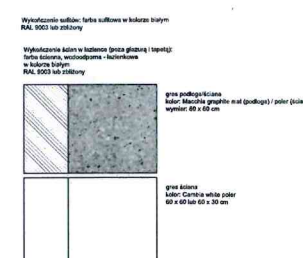 Wykończenie sufitów: farba sufitowa w kolorze białym
RAL 9003 lub zbliżony
Wykończenie ścian w łazience (poza glazurą i tapetą):
farba ścienna, wodoodporna - łazienkowa
w kolorze białym
RAL 9003 lub zbliżony
gres podłoga/ściana
kolor: Macchia graphite mat (podłoga) / poler (ścia
wymiar: 60 x 60 cm
gres ściana
kolor: Cambia white poler
60 x 60 lub 60 x 30 cm